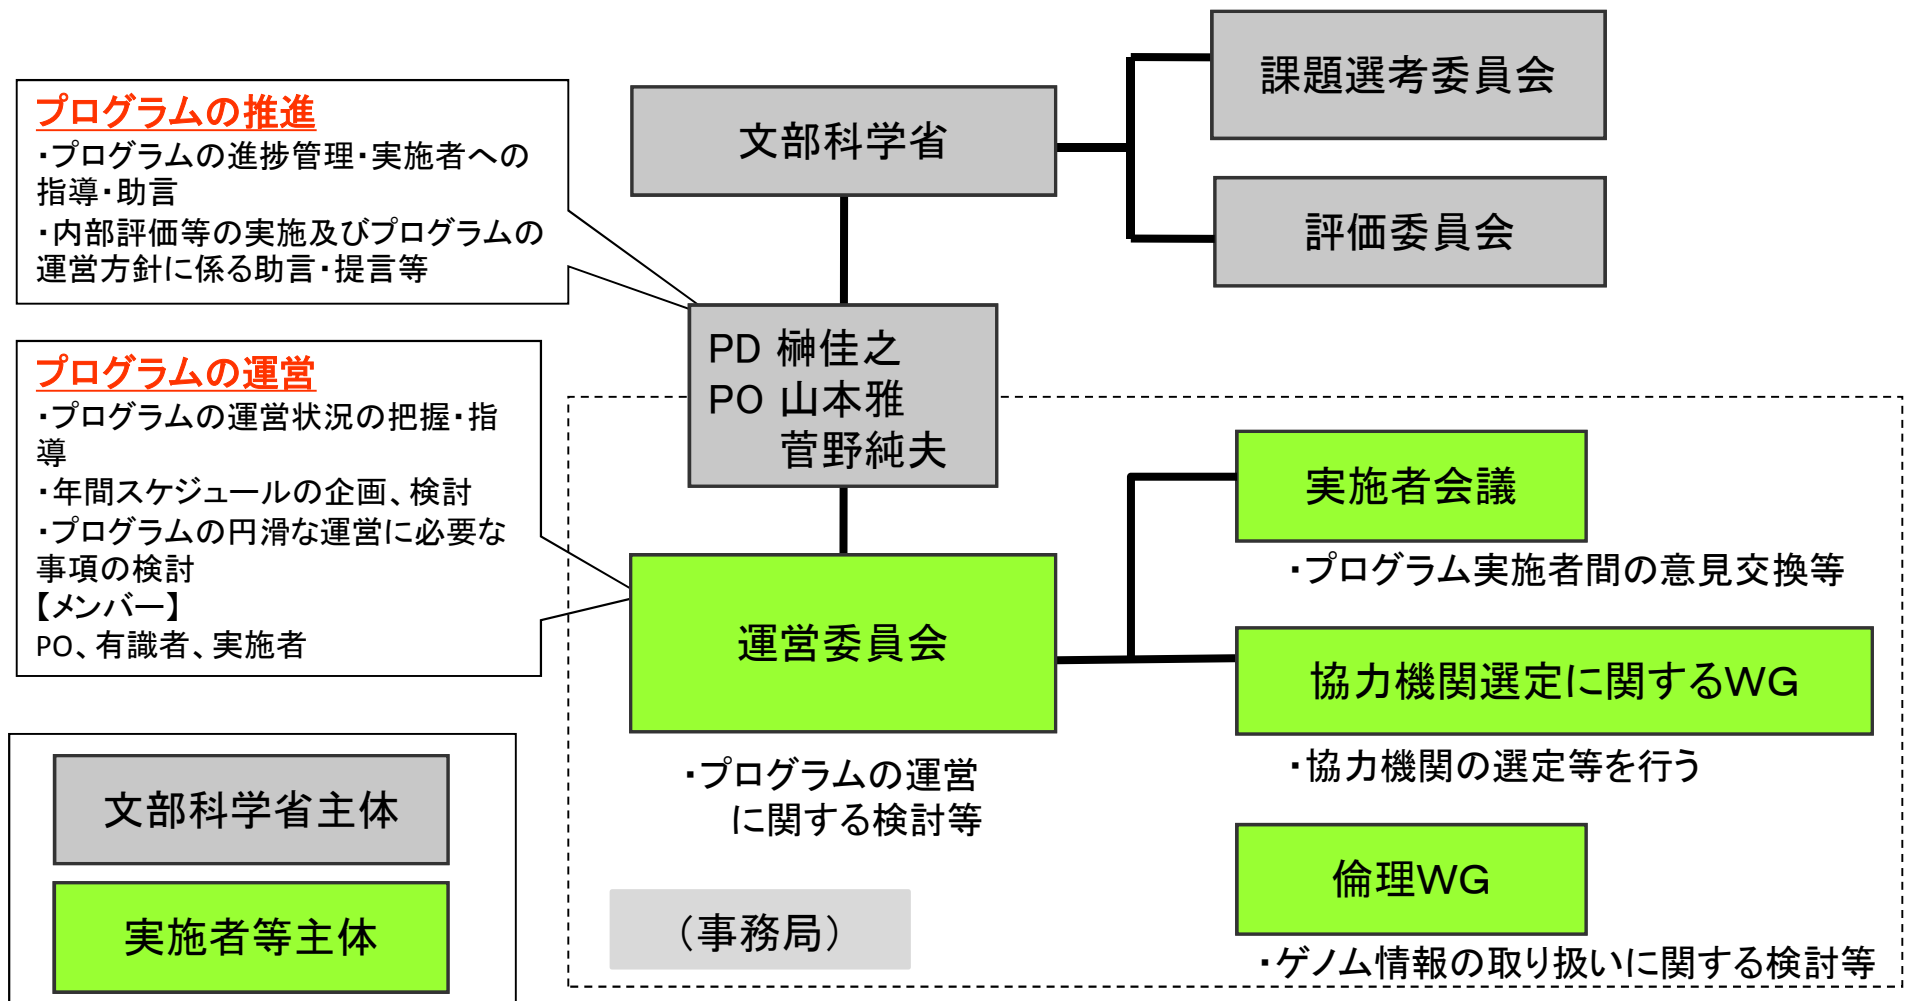 課題選考委員会
文部科学省
評価委員会
プログラムの推進
・プログラムの進捗管理・実施者への
指導・助言
・内部評価等の実施及びプログラムの
運営方針に係る助言・提言等
PD 榊佳之
PO 山本雅
菅野純夫
プログラムの運営
・プログラムの運営状況の把握・指
導
・年間スケジュールの企画、検討
・プログラムの円滑な運営に必要な
事項の検討
【メンバー】
PO、有識者、実施者
実施者会議
・プログラム実施者間の意見交換等
運営委員会
・プログラムの運営
に関する検討等
協力機関選定に関するWG
・協力機関の選定等を行う
倫理WG
・ゲノム情報の取り扱いに関する検討等
（事務局）
文部科学省主体
実施者等主体